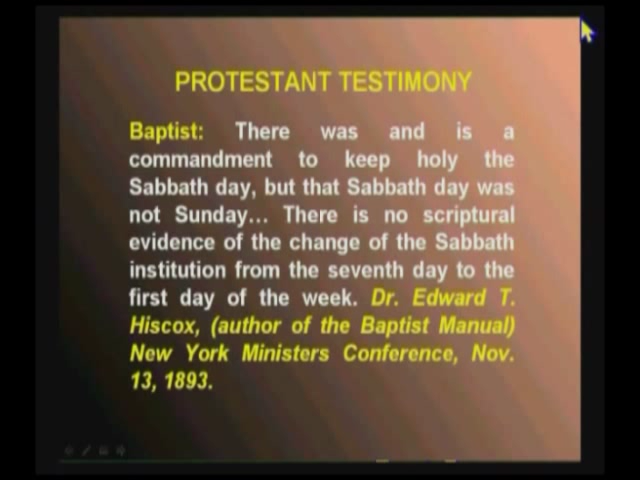 PROTESTANT TESTIMONY
Baptist: There was and is a
commandment to keep holy the
Sabbath day, but that Sabbath day was
not Sunday... There is no scriptural
evidence of the change of the Sabbath
institution from the seventh day to the
first day of the week. Dr. Edward T.
Hiscox, (author of the Baptist Manual)
New York Ministers Conference, Nov.
13, 1893.